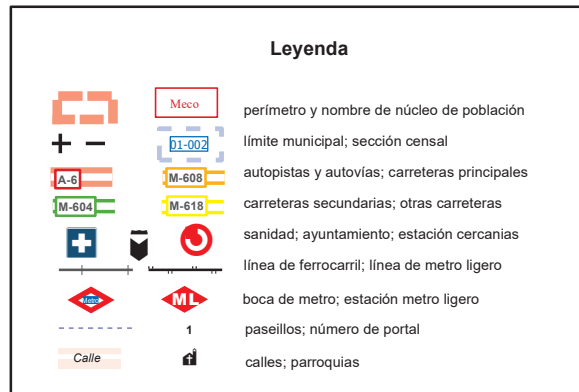 Leyenda
Meco perímetro y nombre de núcleo de población
01-002 límite municipal; sección censal
A-6 M-608 autopistas y autovías; carreteras principales
M-604 M-618 carreteras secundarias; otras carreteras
sanidad; ayuntamiento; estación cercanias
línea de ferrocarril; línea de metro ligero
Metro ML boca de metro; estación metro ligero
1 paseillos; número de portal
Calle calles; parroquias